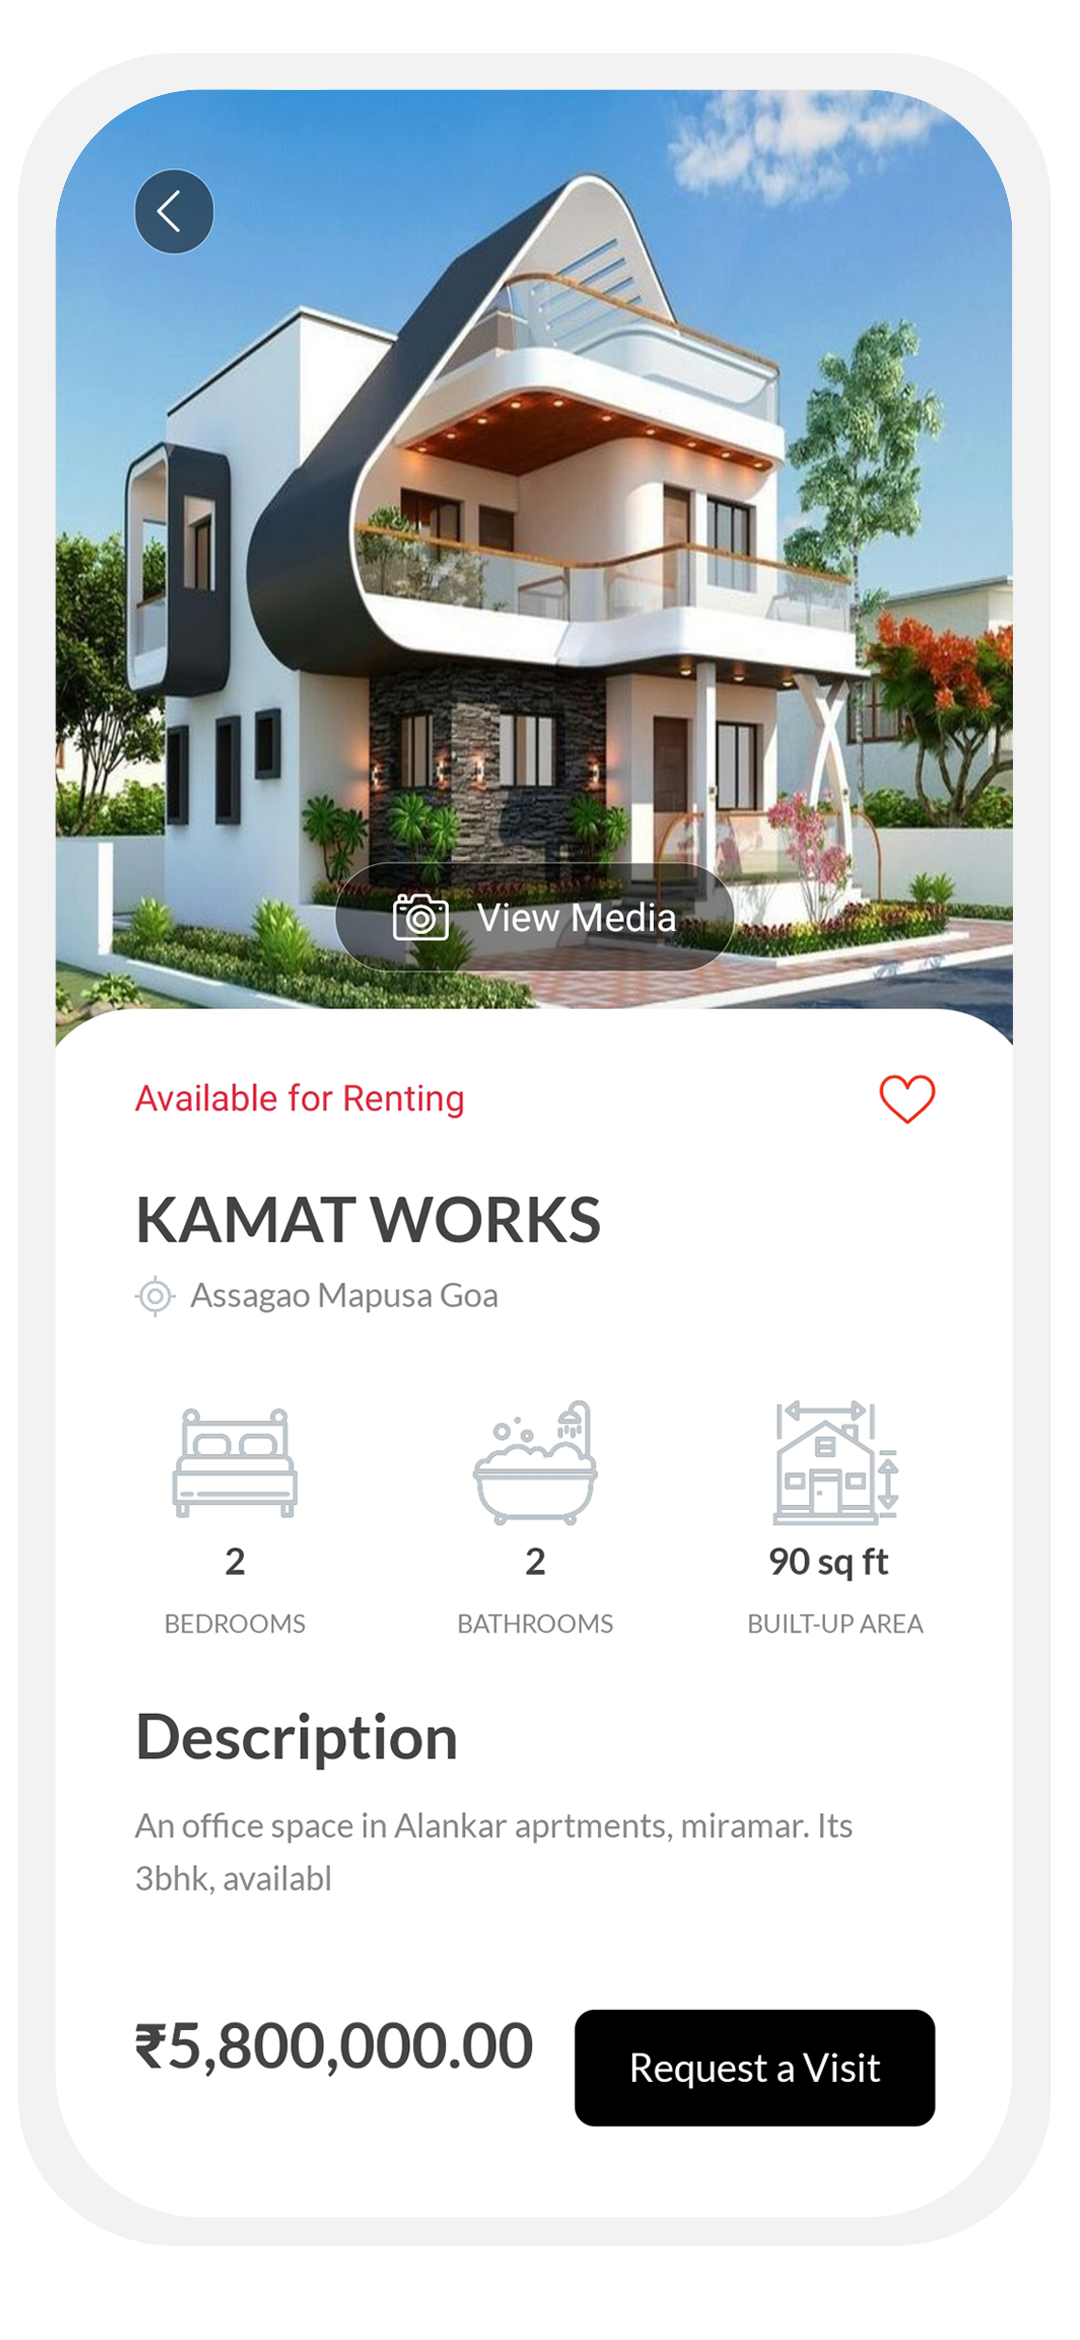 View Media
Available for Renting
KAMAT WORKS
Assagao Mapusa Goa
2
BEDROOMS
2
BATHROOMS
90 sq ft
BUILT-UP AREA
Description
An office space in Alankar aprtments, miramar. Its
3bhk, availabl
₹5,800,000.00
Request a Visit